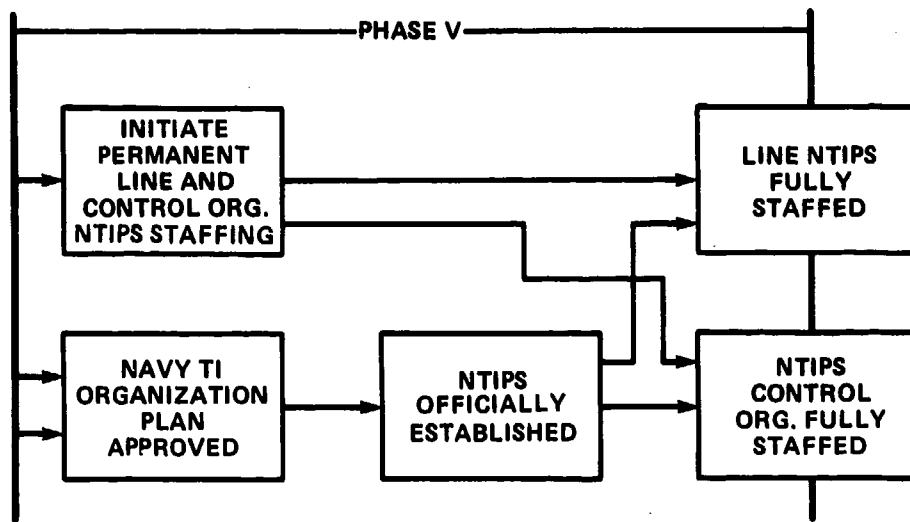 PHASE V
INITIATE
PERMANENT
LINE AND
CONTROL ORG.
NTIPS STAFFING
LINE NTIPS
FULLY
STAFFED
NAVY TI
ORGANIZATION
PLAN
APPROVED
NTIPS
OFFICIALLY
ESTABLISHED
NTIPS
CONTROL
ORG. FULLY
STAFFED